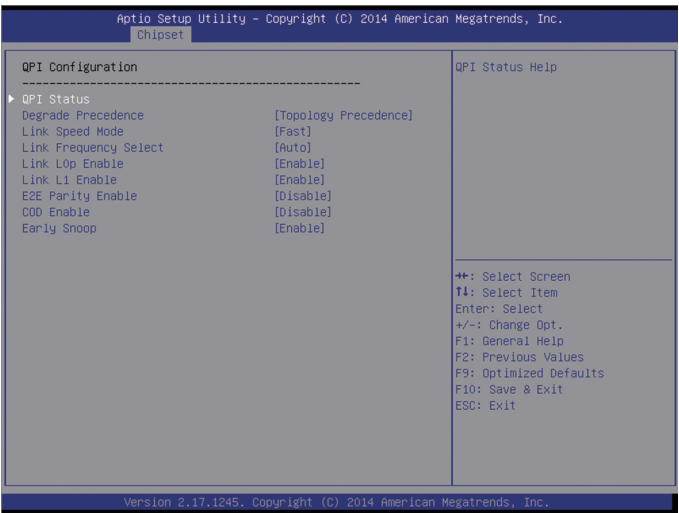 Aptio Setup Utility – Copyright (C) 2014 American Megatrends, Inc.
Chipset
QPI Configuration
--------------------------------------------------
QPI Status
Degrade Precedence [Topology Precedence]
Link Speed Mode [Fast]
Link Frequency Select [Auto]
Link L0p Enable [Enable]
Link L1 Enable [Enable]
E2E Parity Enable [Disable]
COD Enable [Disable]
Early Snoop [Enable]
QPI Status Help
→←: Select Screen
↑↓: Select Item
Enter: Select
+/-: Change Opt.
F1: General Help
F2: Previous Values
F9: Optimized Defaults
F10: Save & Exit
ESC: Exit
Version 2.17.1245. Copyright (C) 2014 American Megatrends, Inc.